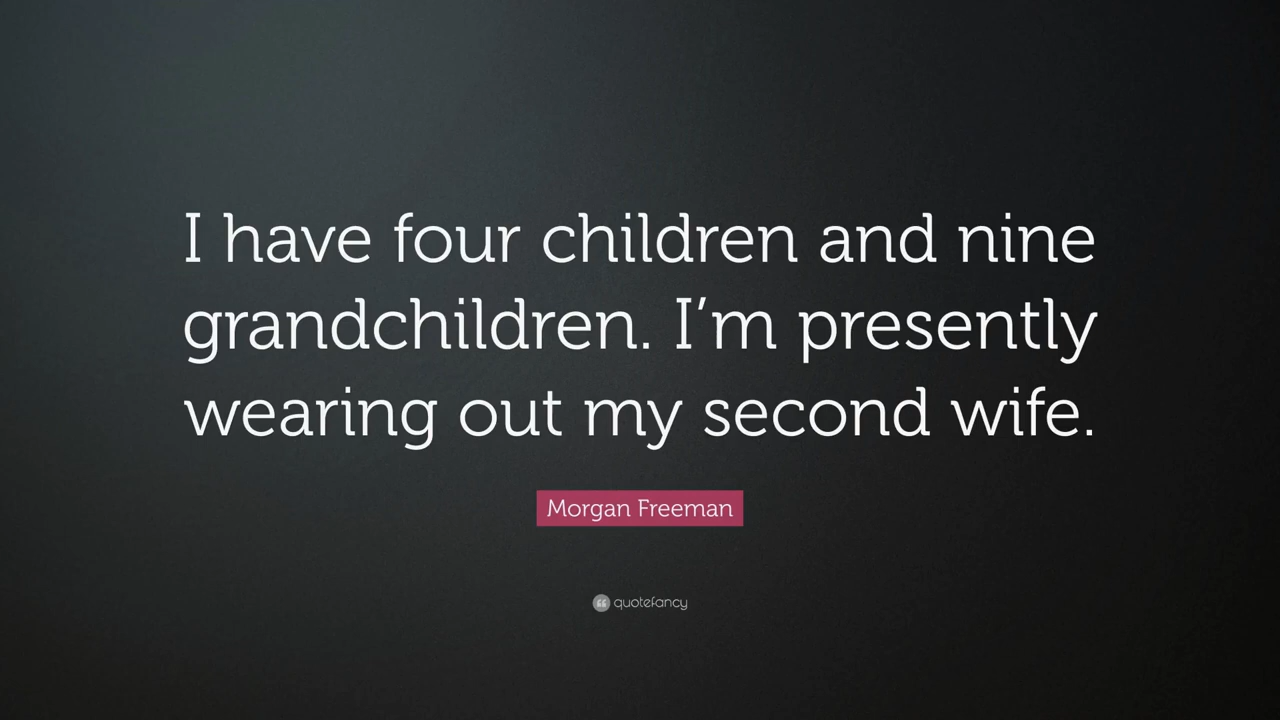 I have four children and nine
grandchildren. I’m presently
wearing out my second wife.
Morgan Freeman
quotefancy